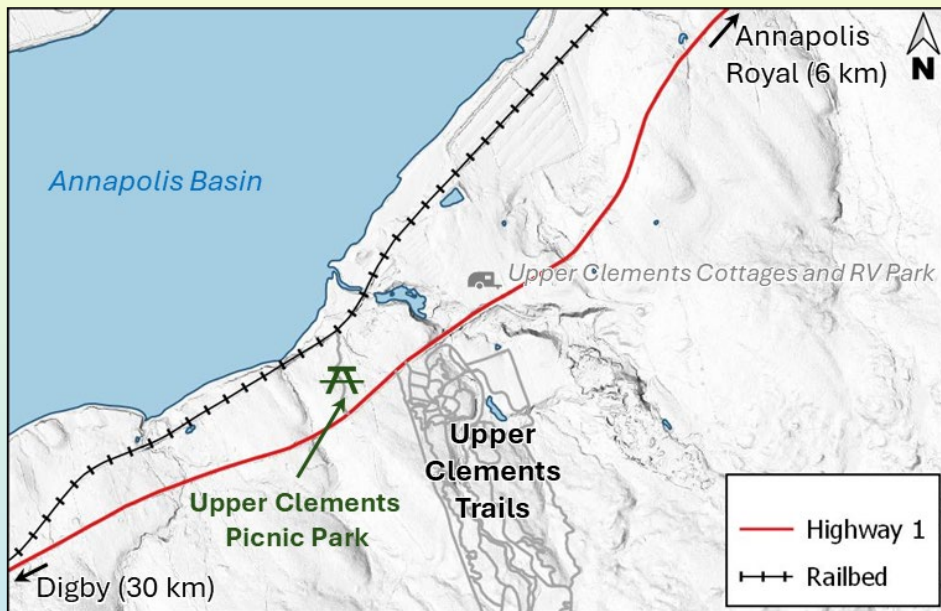 Annapolis
Royal (6 km)
N
Annapolis Basin
Upper Clements Cottages and RV Park
Upper
Clements
Trails
Upper Clements
Picnic Park
Digby (30 km)
Highway 1
Railbed